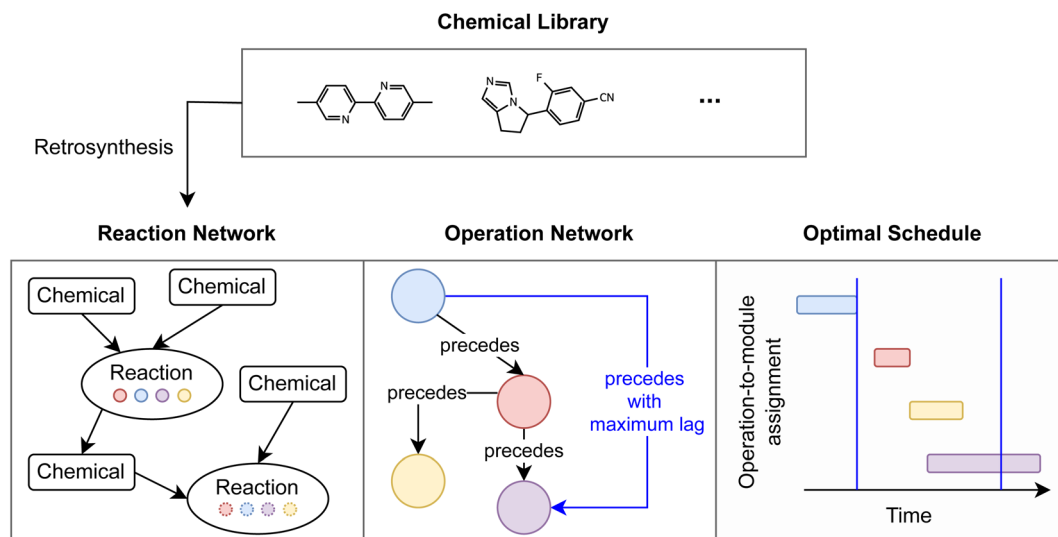 Chemical Library
N
N
N
N
F
CN
...
Retrosynthesis
Reaction Network
Operation Network
Optimal Schedule
Chemical
Chemical
Reaction
Chemical
Chemical
Reaction
precedes
precedes
precedes
precedes
with
maximum lag
Operation-to-module
assignment
Time